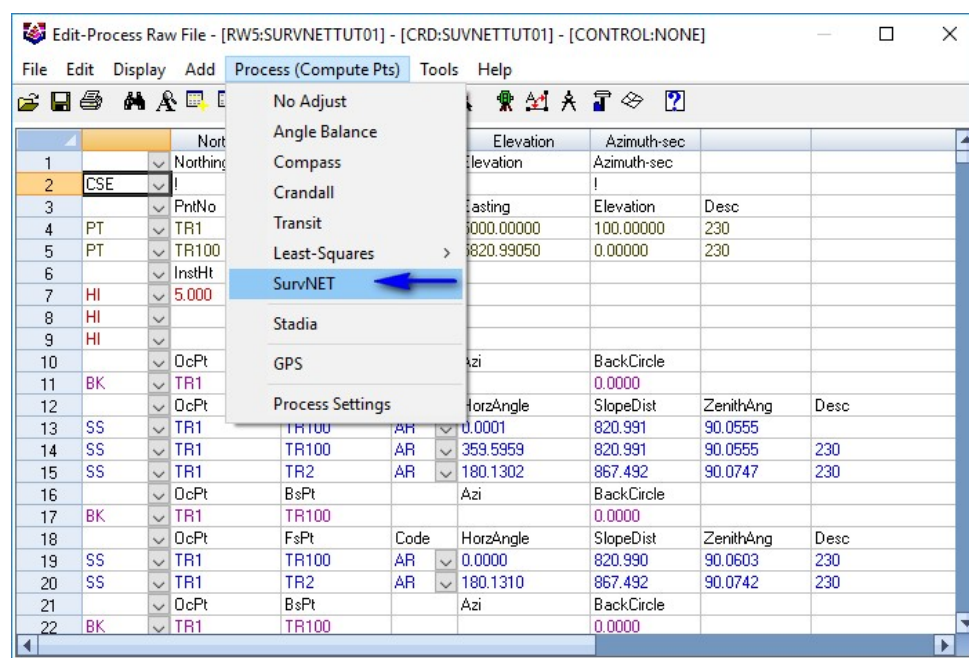 Edit-Process Raw File - [RW5:SURVNETTUT01] - [CRD:SUVNETTUT01] - [CONTROL:NONE]
File Edit Display Add Process (Compute Pts) Tools Help
No Adjust
Angle Balance
Compass
Crandall
Transit
Least-Squares
SurvNET
Stadia
GPS
Process Settings
Elevation Azimuth-sec
1 Elevation Azimuth-sec
2 CSE ! !
3 PntNo Easting Elevation Desc
4 PT TR1 5000.00000 100.00000 230
5 PT TR100 5820.99050 0.00000 230
6 InstHt
7 HI 5.000
8 HI
9 HI
10 OcPt Azi BackCircle
11 BK TR1 0.0000
12 OcPt HorzAngle SlopeDist ZenithAng Desc
13 SS TR1 TR100 AR 0.0001 820.991 90.0555
14 SS TR1 TR100 AR 359.5959 820.991 90.0555 230
15 SS TR1 TR2 AR 180.1302 867.492 90.0747 230
16 OcPt BsPt Azi BackCircle
17 BK TR1 TR100 0.0000
18 OcPt FsPt Code HorzAngle SlopeDist ZenithAng Desc
19 SS TR1 TR100 AR 0.0000 820.990 90.0603 230
20 SS TR1 TR2 AR 180.1310 867.492 90.0742 230
21 OcPt BsPt Azi BackCircle
22 BK TR1 TR100 0.0000